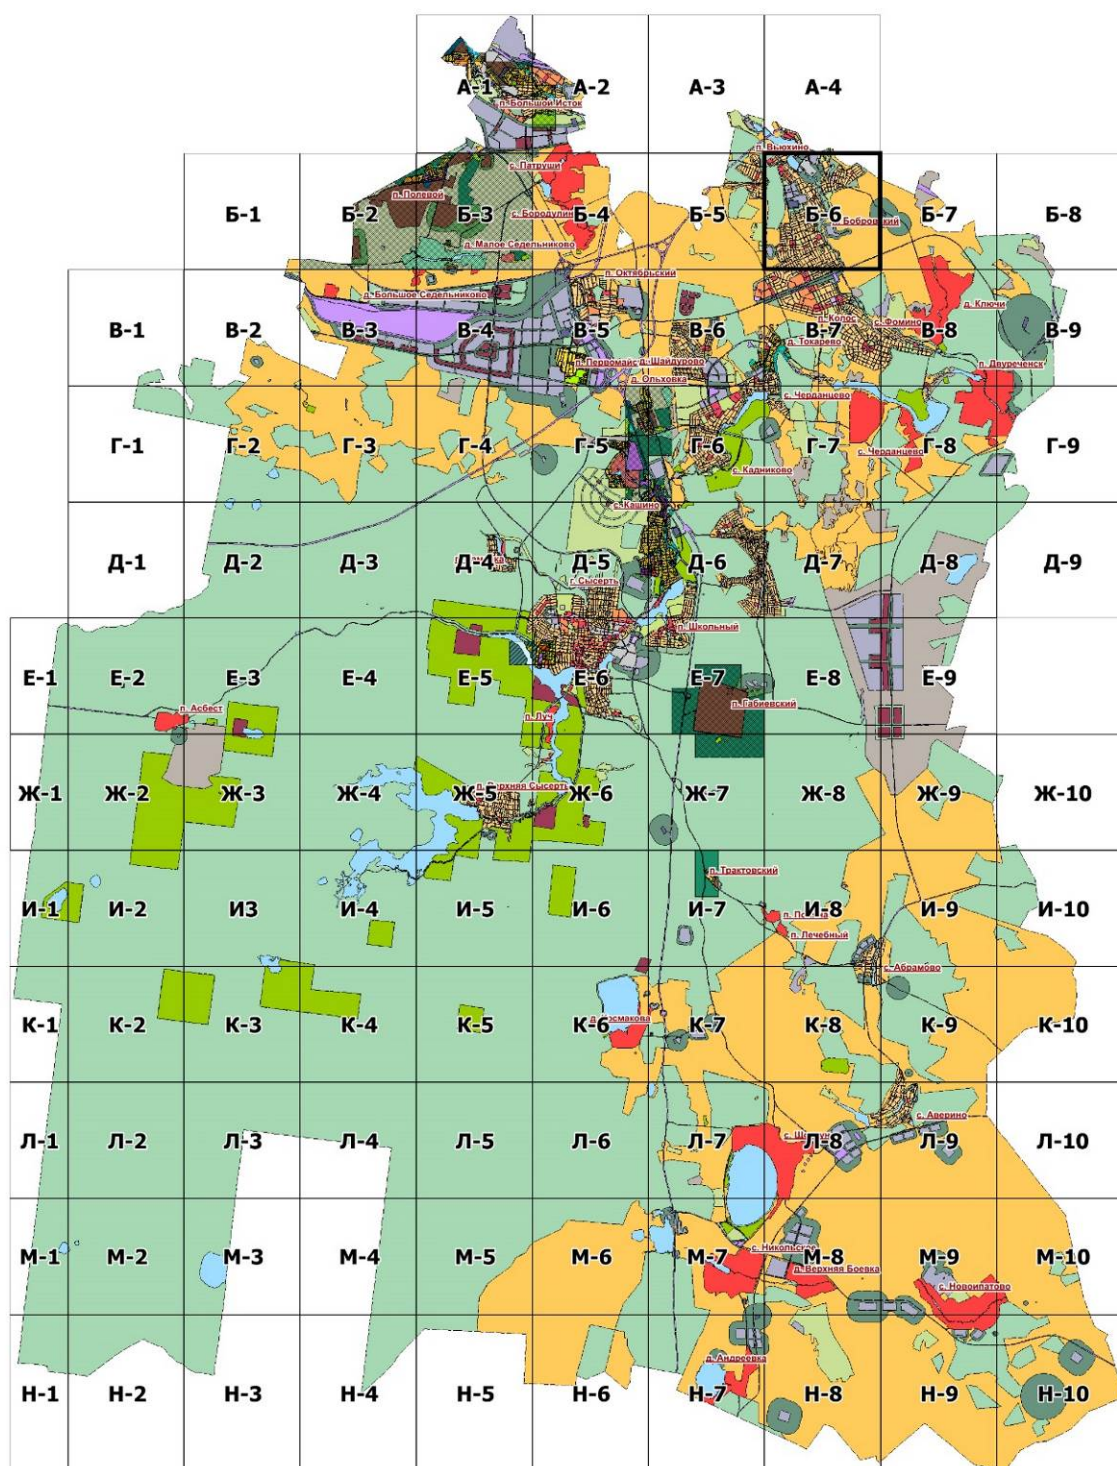 А-1
А-2
А-3
А-4
п. Большой Исток
п. Вьюхино
с. Патруши
п. Полевой
Б-1
Б-2
Б-3
с. Бородулино
Б-4
Б-5
Б-6
Бобровский
Б-7
Б-8
д. Малое Седельниково
п. Октябрьский
д. Большое Седельниково
д. Ключи
В-1
В-2
В-3
В-4
В-5
В-6
д. Колос
В-7
с. Фомино
В-8
В-9
д. Токарево
п. Первомайс
д. Шайдурово
п. Двуреченск
д. Ольховка
с. Черданцево
Г-1
Г-2
Г-3
Г-4
Г-5
Г-6
Г-7
с. Черданцево
Г-8
Г-9
с. Кадниково
с. Кашино
Д-1
Д-2
Д-3
Д-4
Д-5
Д-6
Д-7
Д-8
Д-9
г. Сысерть
п. Школьный
Е-1
Е-2
Е-3
Е-4
Е-5
Е-6
Е-7
Е-8
Е-9
п. Габиевский
п. Асбест
п. Луч
Ж-1
Ж-2
Ж-3
Ж-4
п. Верхняя Сысерть
Ж-5
Ж-6
Ж-7
Ж-8
Ж-9
Ж-10
п. Трактовский
И-1
И-2
И3
И-4
И-5
И-6
И-7
И-8
И-9
И-10
п. Лечебный
с. Абрамово
К-1
К-2
К-3
К-4
К-5
К-6
К-7
К-8
К-9
К-10
с. Аверино
Л-1
Л-2
Л-3
Л-4
Л-5
Л-6
Л-7
Л-8
Л-9
Л-10
с. Никольское
М-1
М-2
М-3
М-4
М-5
М-6
М-7
М-8
М-9
М-10
д. Верхняя Боевка
с. Новоипатово
д. Андреевка
Н-1
Н-2
Н-3
Н-4
Н-5
Н-6
Н-7
Н-8
Н-9
Н-10